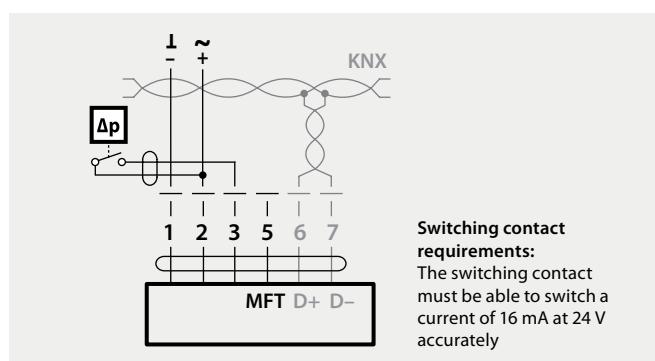 ⊥ ~
– +
KNX
Δp
1 2 3 5 6 7
MFT D+ D–
Switching contact
requirements:
The switching contact
must be able to switch a
current of 16 mA at 24 V
accurately